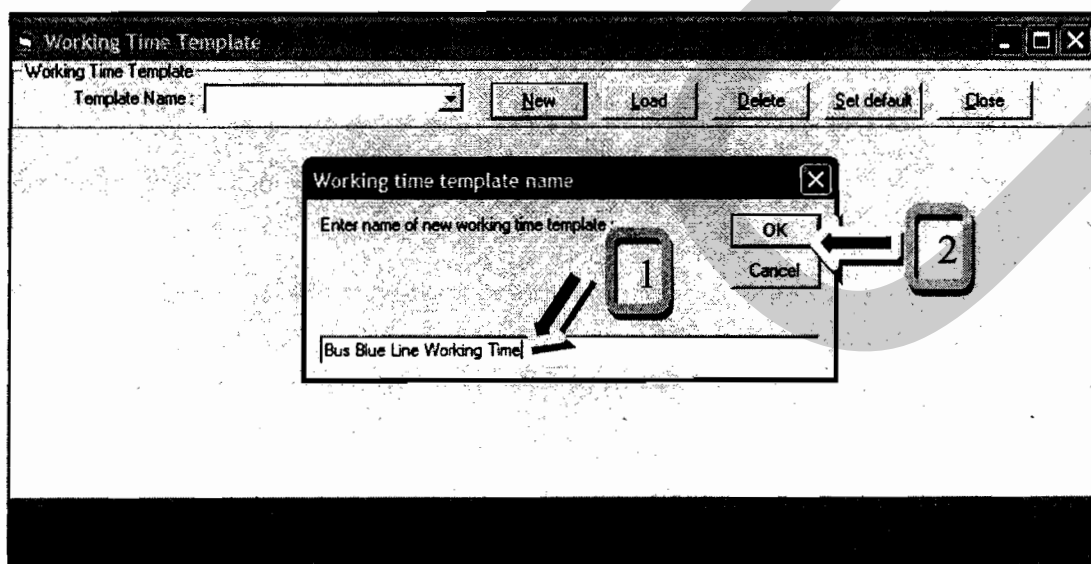 Working Time Template
Working Time Template
Template Name : New Load Delete Set default Close
Working time template name
Enter name of new working time template :
OK
1
2
Cancel
Bus Blue Line Working Time